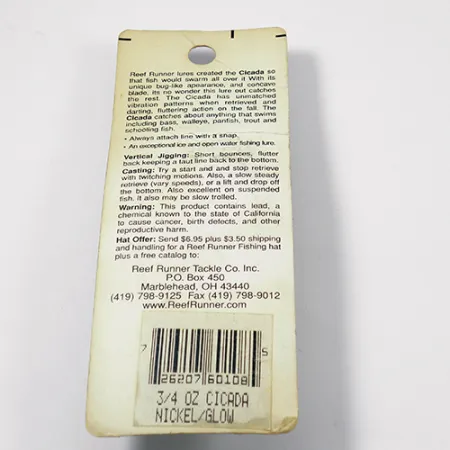 Reef Runner lures created the Cicada so
that fish would swarm all over it With its
unique bug-like apearance, and concave
blade, its no wonder this lure out catches
the rest. The Cicada has unmatched
vibration patterns when retrieved and
darting, fluttering action on the fall. The
Cicada catches about anything that swims
including bass, walleye, panfish, trout and
schooling fish.
• Always attach line with a snap.
• An exceptional ice and open water fishing lure.
Vertical Jigging: Short bounces, flutter
back keeping a taut line back to the bottom.
Casting: Try a start and and stop retrieve
with twitching motions. Also, a slow steady
retrieve (vary speeds), or a lift and drop off
the bottom. Also excellent on suspended
fish. It also may be slow trolled.
Warning: This product contains lead, a
chemical known to the state of California
to cause cancer, birth defects, and other
reproductive harm.
Hat Offer: Send $6.95 plus $3.50 shipping
and handling for a Reef Runner Fishing hat
plus a free catalog to:
Reef Runner Tackle Co. Inc.
P.O. Box 450
Marblehead, OH 43440
(419) 798-9125 Fax (419) 798-9012
www.ReefRunner.com
7 26207 60108 5
3/4 OZ CICADA
NICKEL/GLOW